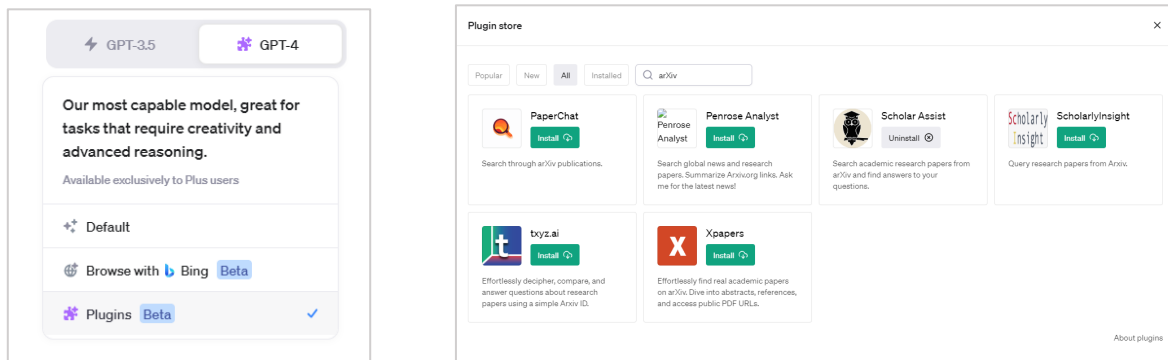 GPT-3.5
GPT-4
Our most capable model, great for
tasks that require creativity and
advanced reasoning.
Available exclusively to Plus users
Default
Browse with Bing Beta
Plugins Beta
Plugin store
Popular
New
All
Installed
arXiv
PaperChat
Install
Search through arXiv publications.
Penrose
Analyst
Penrose Analyst
Install
Search global news and research
papers. Summarize Arxiv.org links. Ask
me for the latest news!
Scholar Assist
Uninstall
Search academic research papers from
arXiv and find answers to your
questions.
Scholarly
Insight
ScholarlyInsight
Install
Query research papers from Arxiv.
t
txyz.ai
Install
Effortlessly decipher, compare, and
answer questions about research
papers using a simple Arxiv ID.
X
Xpapers
Install
Effortlessly find real academic papers
on arXiv. Dive into abstracts, references,
and access public PDF URLs.
About plugins